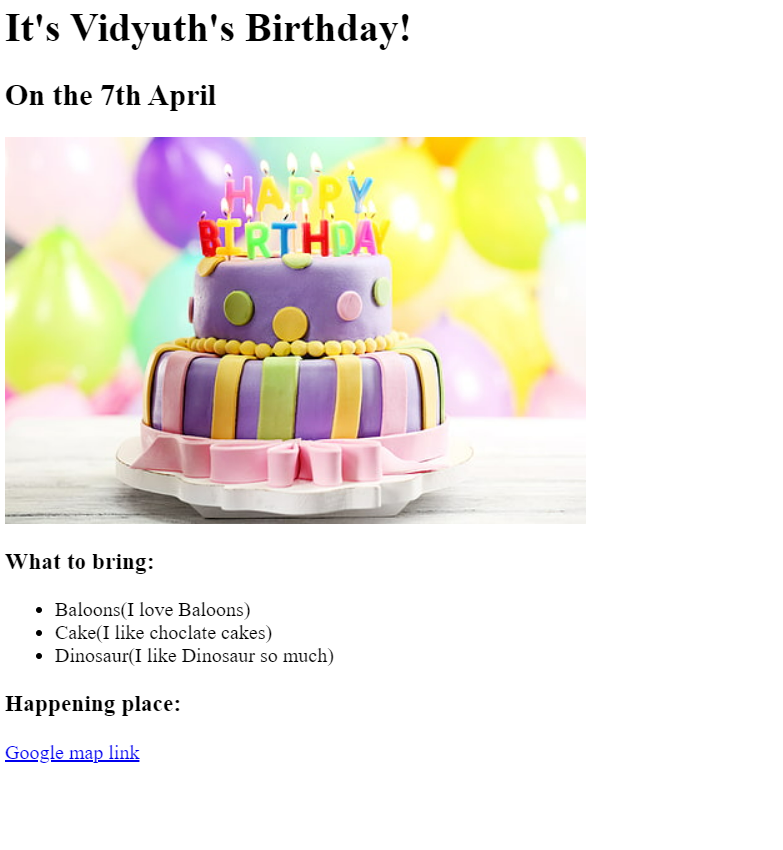 It's Vidyuth's Birthday!
On the 7th April
HAPPY
BIRTHDAY
What to bring:
Baloons(I love Baloons)
Cake(I like choclate cakes)
Dinosaur(I like Dinosaur so much)
Happening place:
Google map link